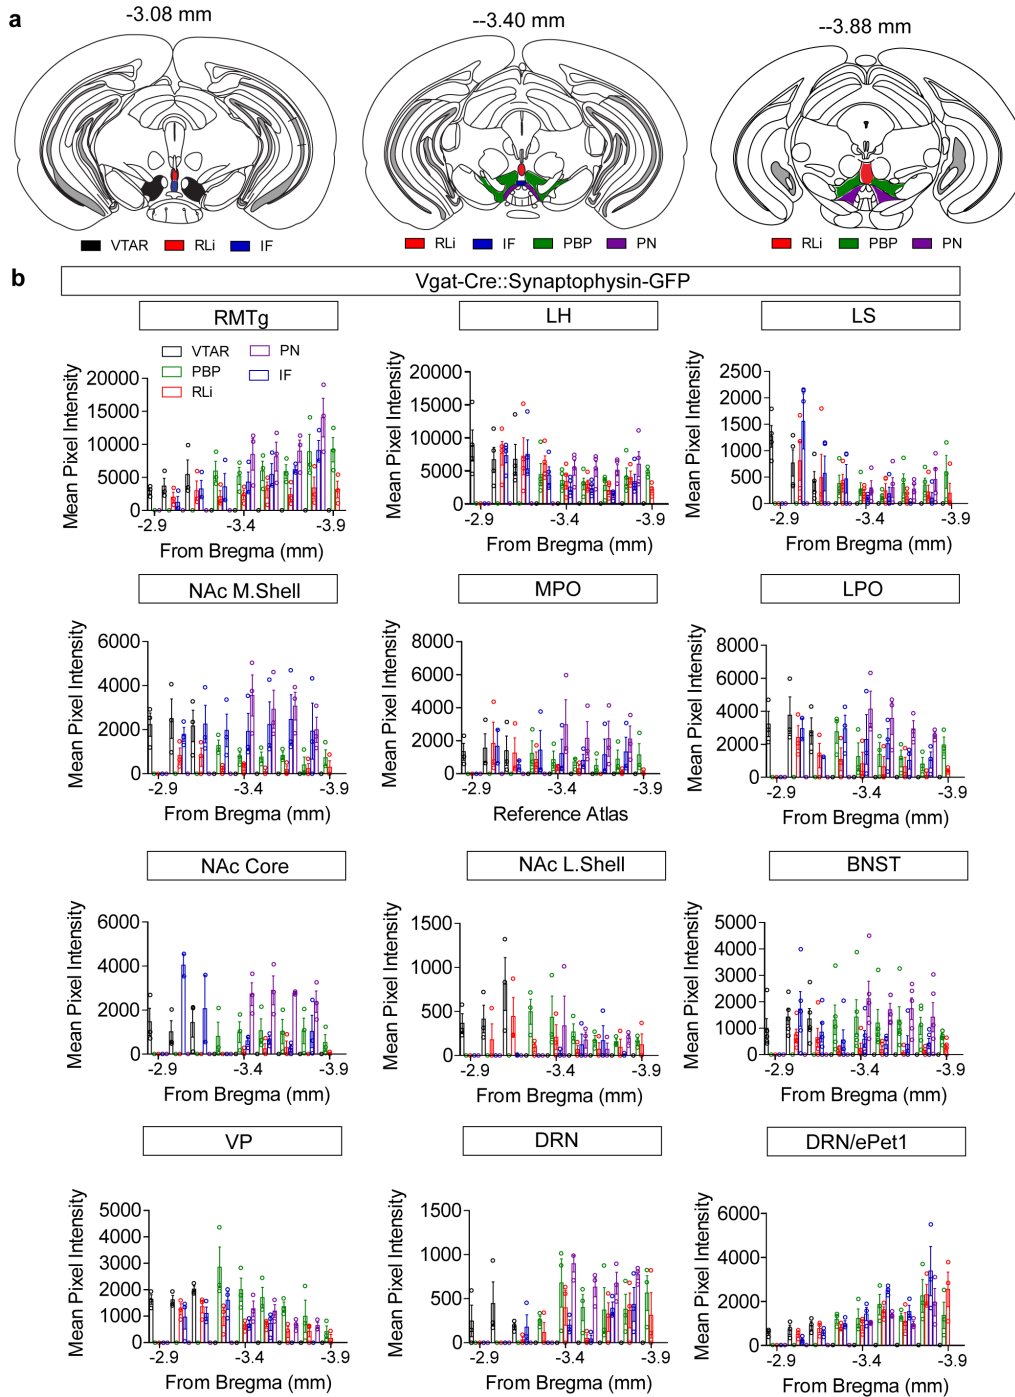 a
-3.08 mm
--3.40 mm
--3.88 mm
VTAR RLi IF
RLi IF PBP PN
RLi PBP PN
b
Vgat-Cre::Synaptophysin-GFP
RMTg
VTAR
PBP
RLi
PN
IF
Mean Pixel Intensity
20000
15000
10000
5000
0
-2.9 -3.4 -3.9
From Bregma (mm)
LH
Mean Pixel Intensity
20000
15000
10000
5000
0
-2.9 -3.4 -3.9
From Bregma (mm)
LS
Mean Pixel Intensity
2500
2000
1500
1000
500
0
-2.9 -3.4 -3.9
From Bregma (mm)
NAc M.Shell
Mean Pixel Intensity
6000
4000
2000
0
-2.9 -3.4 -3.9
From Bregma (mm)
MPO
Mean Pixel Intensity
8000
6000
4000
2000
0
-2.9 -3.4 -3.9
Reference Atlas
LPO
Mean Pixel Intensity
8000
6000
4000
2000
0
-2.9 -3.4 -3.9
From Bregma (mm)
NAc Core
Mean Pixel Intensity
6000
4000
2000
0
-2.9 -3.4 -3.9
From Bregma (mm)
NAc L.Shell
Mean Pixel Intensity
1500
1000
500
0
-2.9 -3.4 -3.9
From Bregma (mm)
BNST
Mean Pixel Intensity
5000
4000
3000
2000
1000
0
-2.9 -3.4 -3.9
From Bregma (mm)
VP
Mean Pixel Intensity
5000
4000
3000
2000
1000
0
-2.9 -3.4 -3.9
From Bregma (mm)
DRN
Mean Pixel Intensity
1500
1000
500
0
-2.9 -3.4 -3.9
From Bregma (mm)
DRN/ePet1
Mean Pixel Intensity
6000
4000
2000
0
-2.9 -3.4 -3.9
From Bregma (mm)